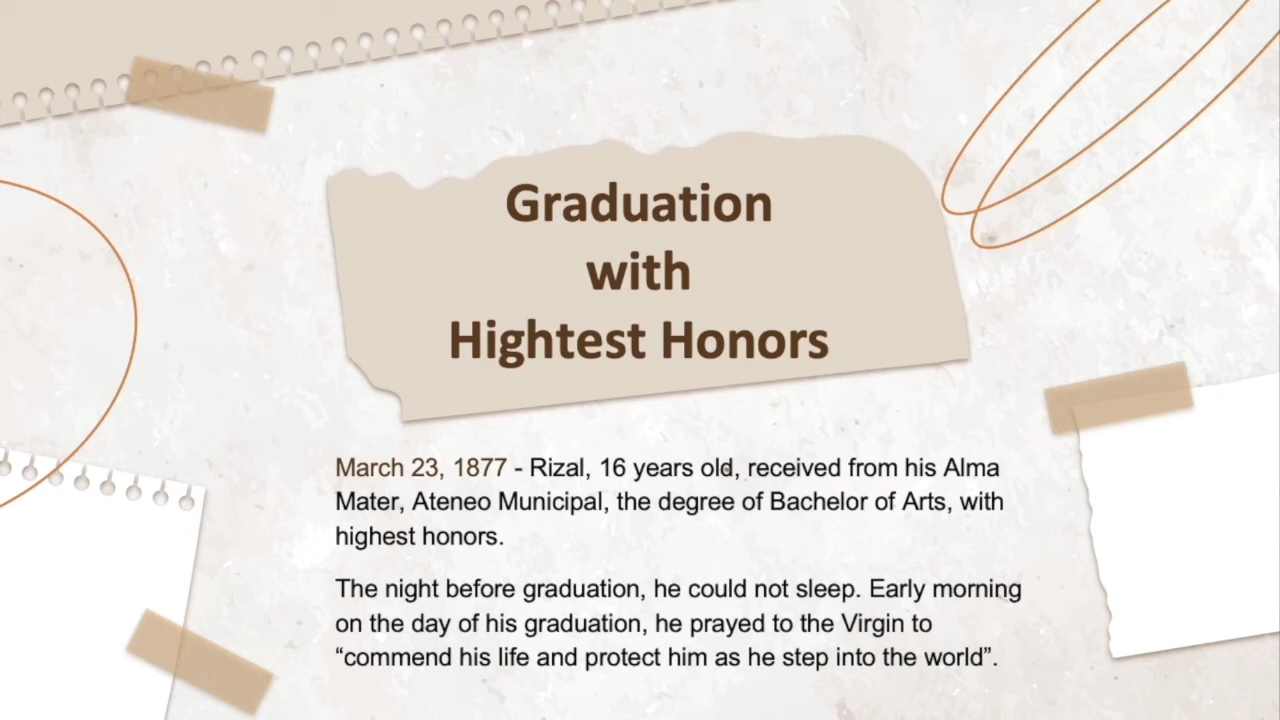 Graduation
with
Hightest Honors
March 23, 1877 - Rizal, 16 years old, received from his Alma
Mater, Ateneo Municipal, the degree of Bachelor of Arts, with
highest honors.
The night before graduation, he could not sleep. Early morning
on the day of his graduation, he prayed to the Virgin to
“commend his life and protect him as he step into the world”.